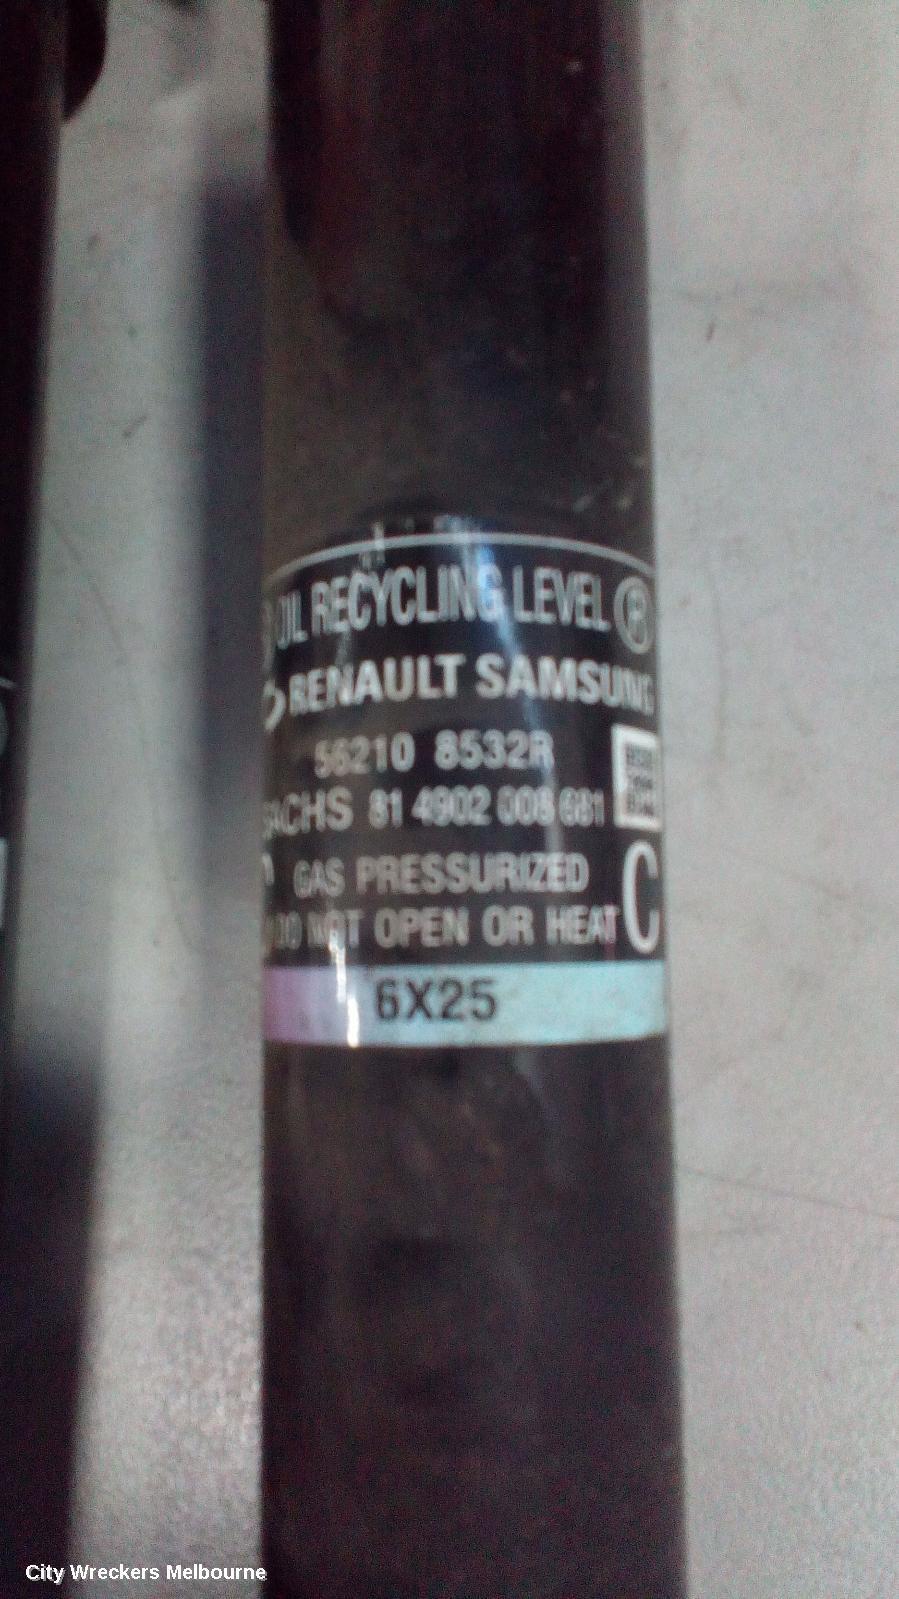 OIL RECYCLING LEVEL ®
RENAULT SAMSUNG
56210 8532R
SACHS 81 4902 008 681
GAS PRESSURIZED C
DO NOT OPEN OR HEAT
6X25
City Wreckers Melbourne